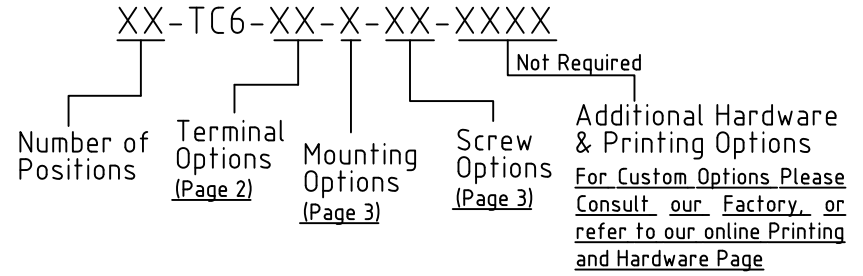 XX-TC6-XX-X-XX-XXXX
Not Required
Number of
Positions
Terminal
Options
(Page 2)
Mounting
Options
(Page 3)
Screw
Options
(Page 3)
Additional Hardware
& Printing Options
For Custom Options Please
Consult our Factory, or
refer to our online Printing
and Hardware Page